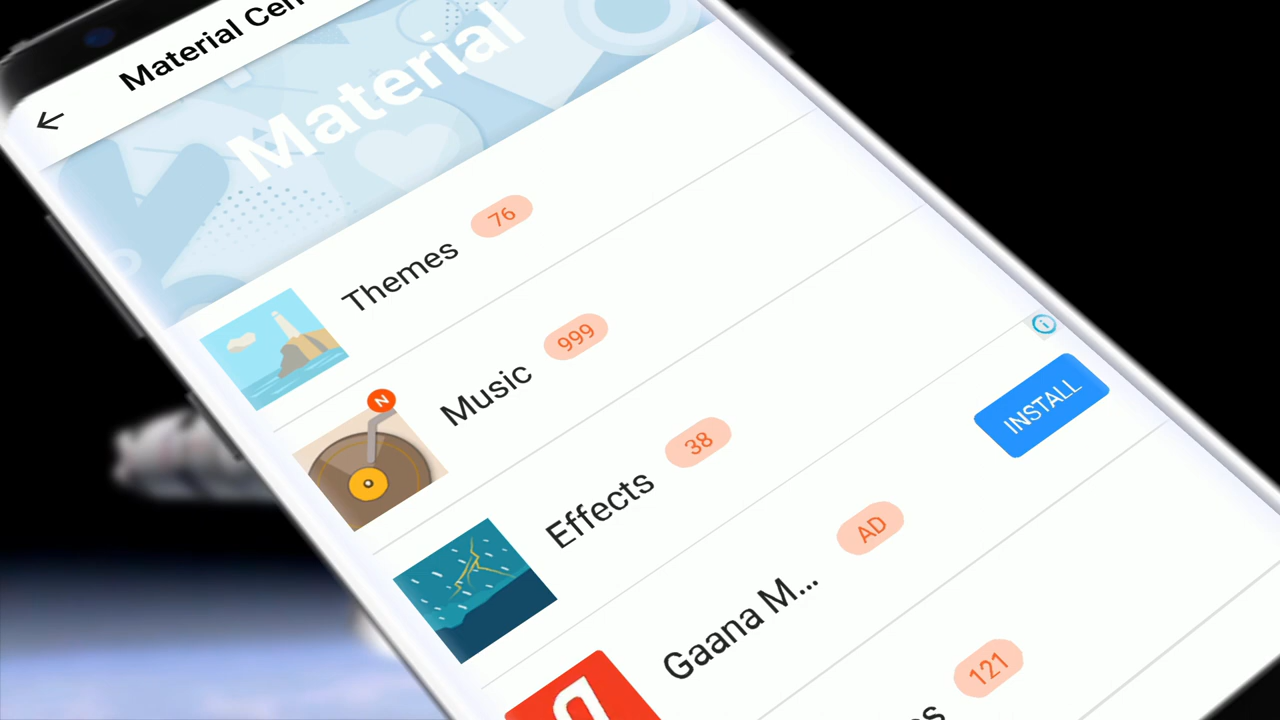 Material Cen
Material
Themes 76
N
Music 999
Effects 38
INSTALL
Gaana M... AD
121